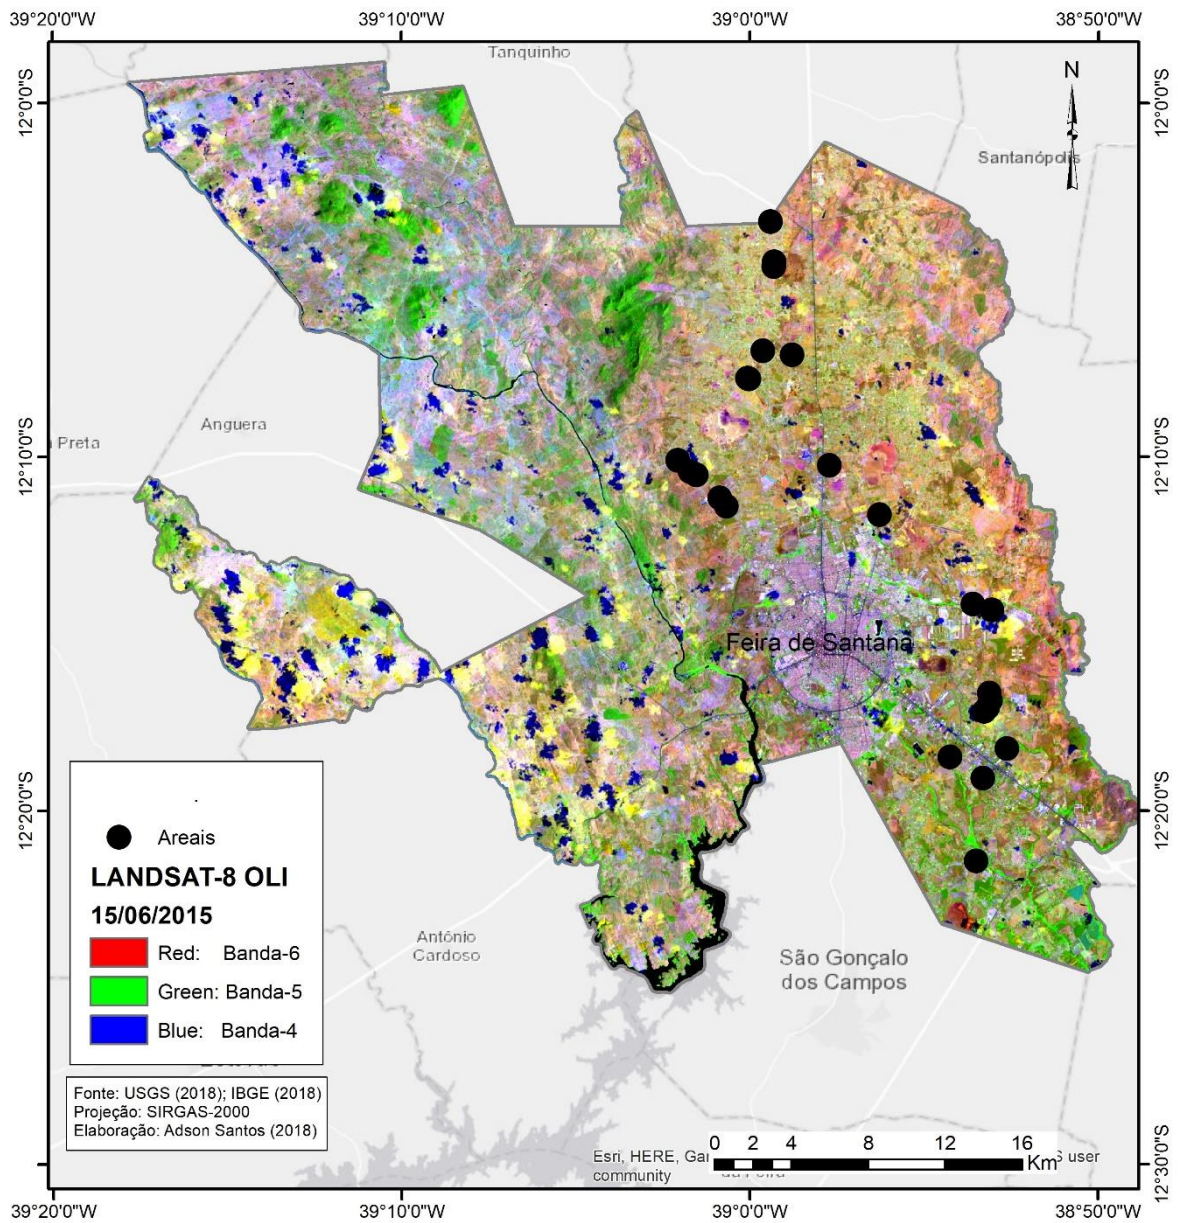 39°20'0"W 39°10'0"W 39°0'0"W 38°50'0"W
Tanquinho
N
12°0'0"S 12°0'0"S
Santanópolis
Anguera
Preta
12°10'0"S 12°10'0"S
Feira de Santana
12°20'0"S 12°20'0"S
Areais
LANDSAT-8 OLI
15/06/2015
Red: Banda-6
Green: Banda-5
Blue: Banda-4
Antônio
Cardoso
São Gonçalo
dos Campos
Fonte: USGS (2018); IBGE (2018)
Projeção: SIRGAS-2000
Elaboração: Adson Santos (2018)
0 2 4 8 12 16
Km
Esri, HERE, user
community
12°30'0"S 12°30'0"S
39°20'0"W 39°10'0"W 39°0'0"W 38°50'0"W